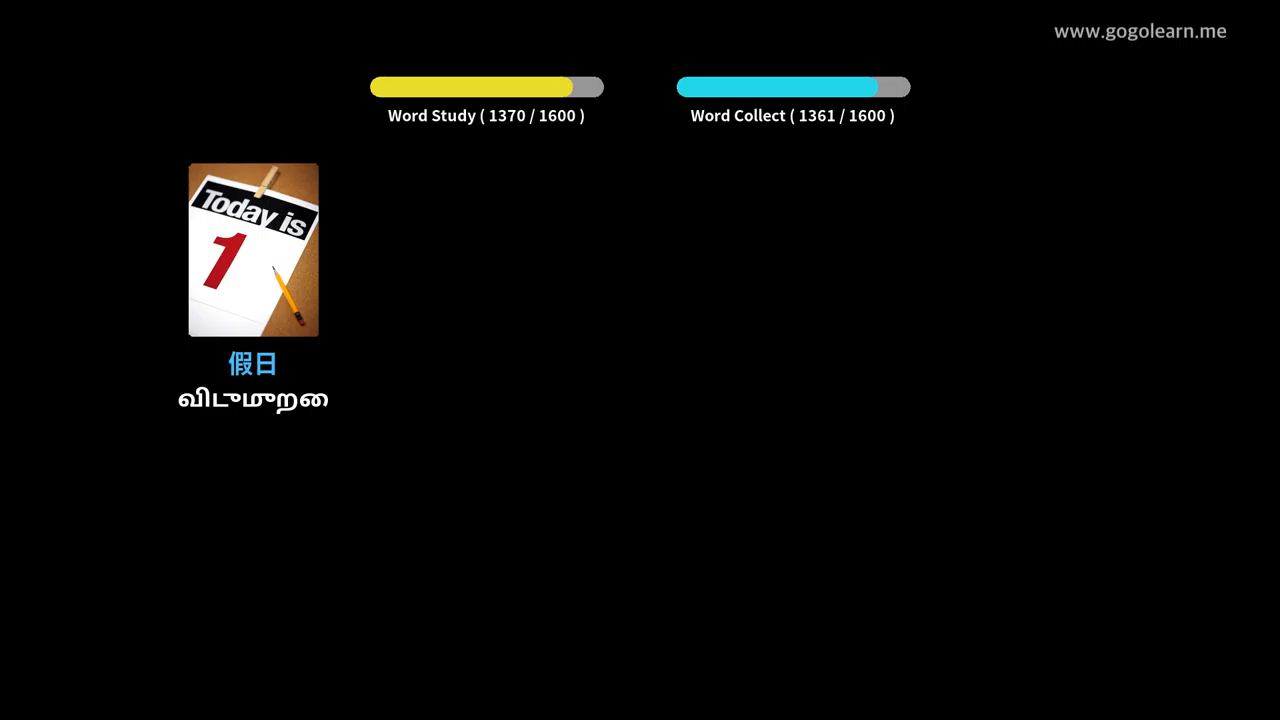 www.gogolearn.me
Word Study ( 1370 / 1600 )
Word Collect ( 1361 / 1600 )
Today is
1
假日
விடுமுறை